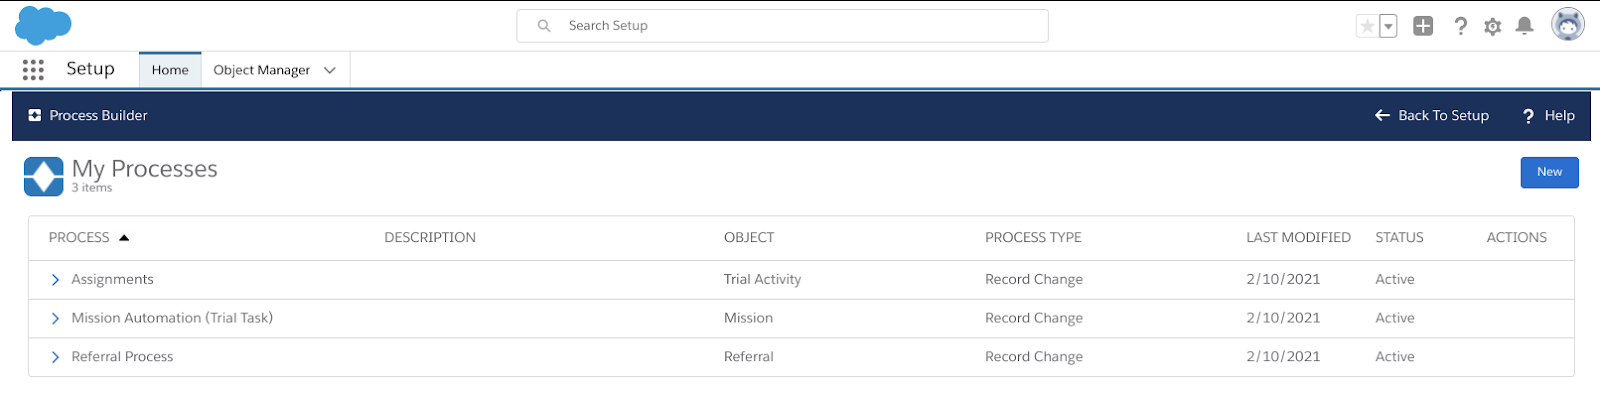 Search Setup
Setup Home Object Manager
Process Builder Back To Setup ? Help
My Processes
3 items
New
PROCESS DESCRIPTION OBJECT PROCESS TYPE LAST MODIFIED STATUS ACTIONS
Assignments Trial Activity Record Change 2/10/2021 Active
Mission Automation (Trial Task) Mission Record Change 2/10/2021 Active
Referral Process Referral Record Change 2/10/2021 Active